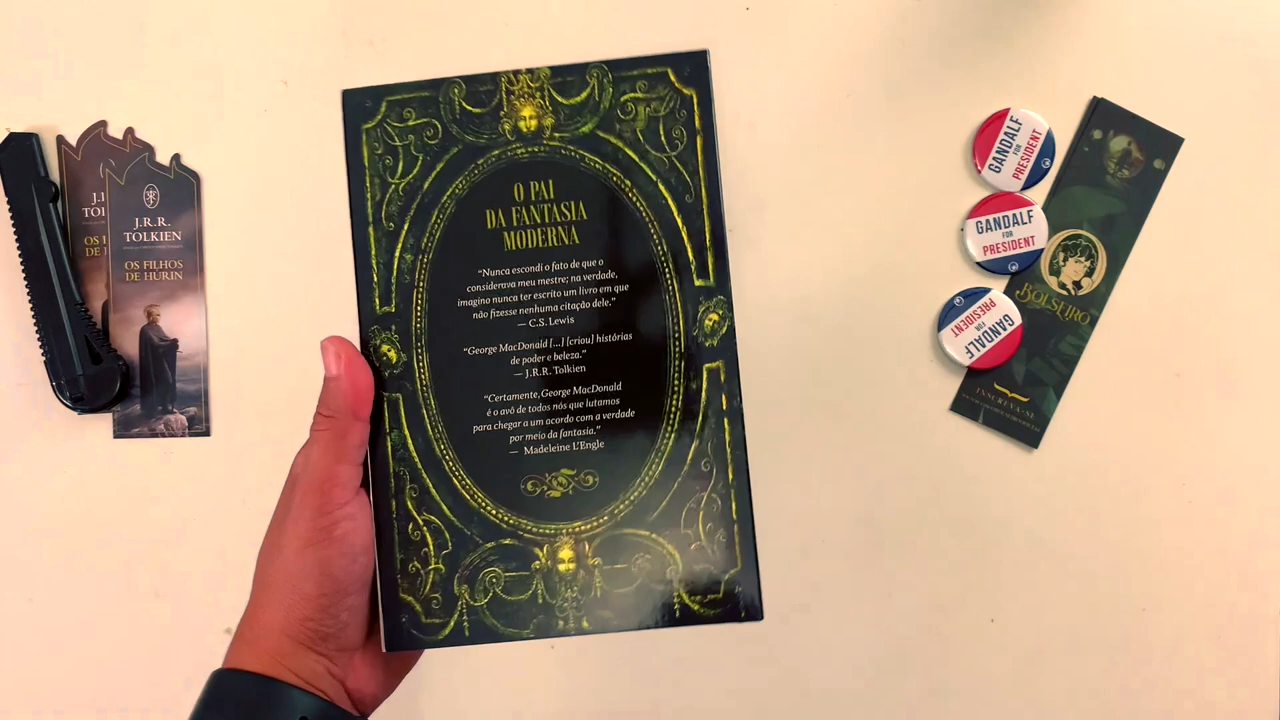 J.R.R.
TOLKIEN
OS FILHOS
DE HÚRIN
O PAI
DA FANTASIA
MODERNA
“Nunca escondi o fato de que o
considerava meu mestre; na verdade,
imagino nunca ter escrito um livro em que
não fizesse nenhuma citação dele.”
— C.S. Lewis
“George MacDonald [...] [criou] histórias
de poder e beleza.”
— J.R.R. Tolkien
“Certamente, George MacDonald
é o avô de todos nós que lutamos
para chegar a um acordo com a verdade
por meio da fantasia.”
— Madeleine L’Engle
GANDALF
FOR
PRESIDENT
GANDALF
FOR
PRESIDENT
GANDALF
FOR
PRESIDENT
BOLSEIRO
INSCREVA-SE